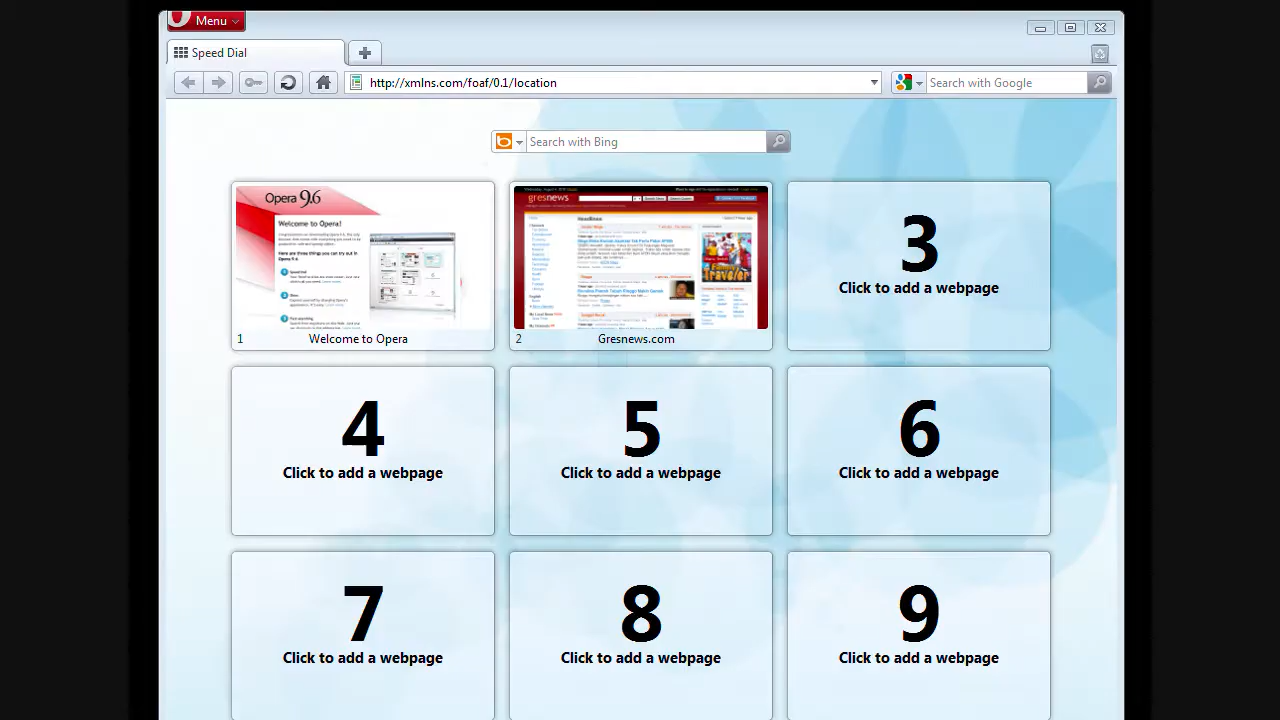 Menu
Speed Dial
http://xmlns.com/foaf/0.1/location
Search with Google
Search with Bing
Opera 9.6
Welcome to Opera!
1 Welcome to Opera
gresnews
2 Gresnews.com
3
Click to add a webpage
4
Click to add a webpage
5
Click to add a webpage
6
Click to add a webpage
7
Click to add a webpage
8
Click to add a webpage
9
Click to add a webpage